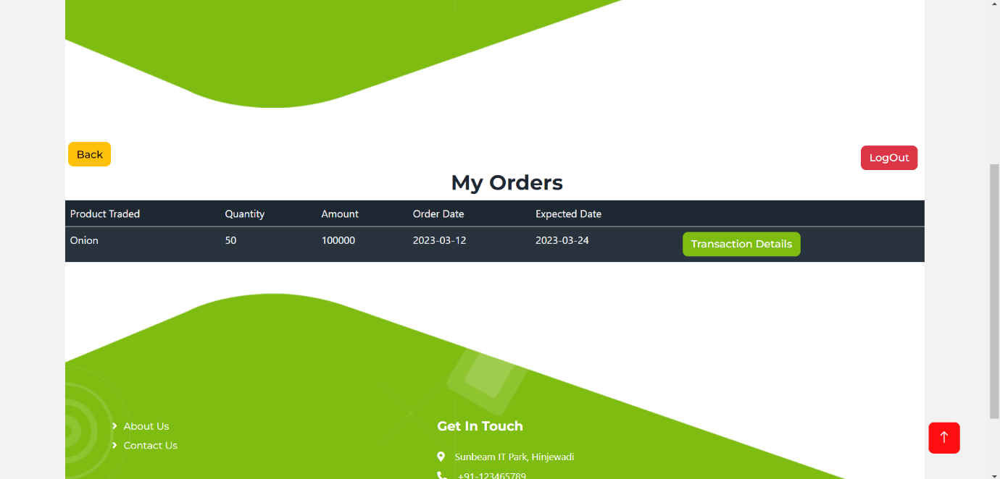 Back
LogOut
My Orders
Product Traded Quantity Amount Order Date Expected Date
Onion 50 100000 2023-03-12 2023-03-24 Transaction Details
About Us
Contact Us
Get In Touch
Sunbeam IT Park, Hinjewadi
+91-123465789